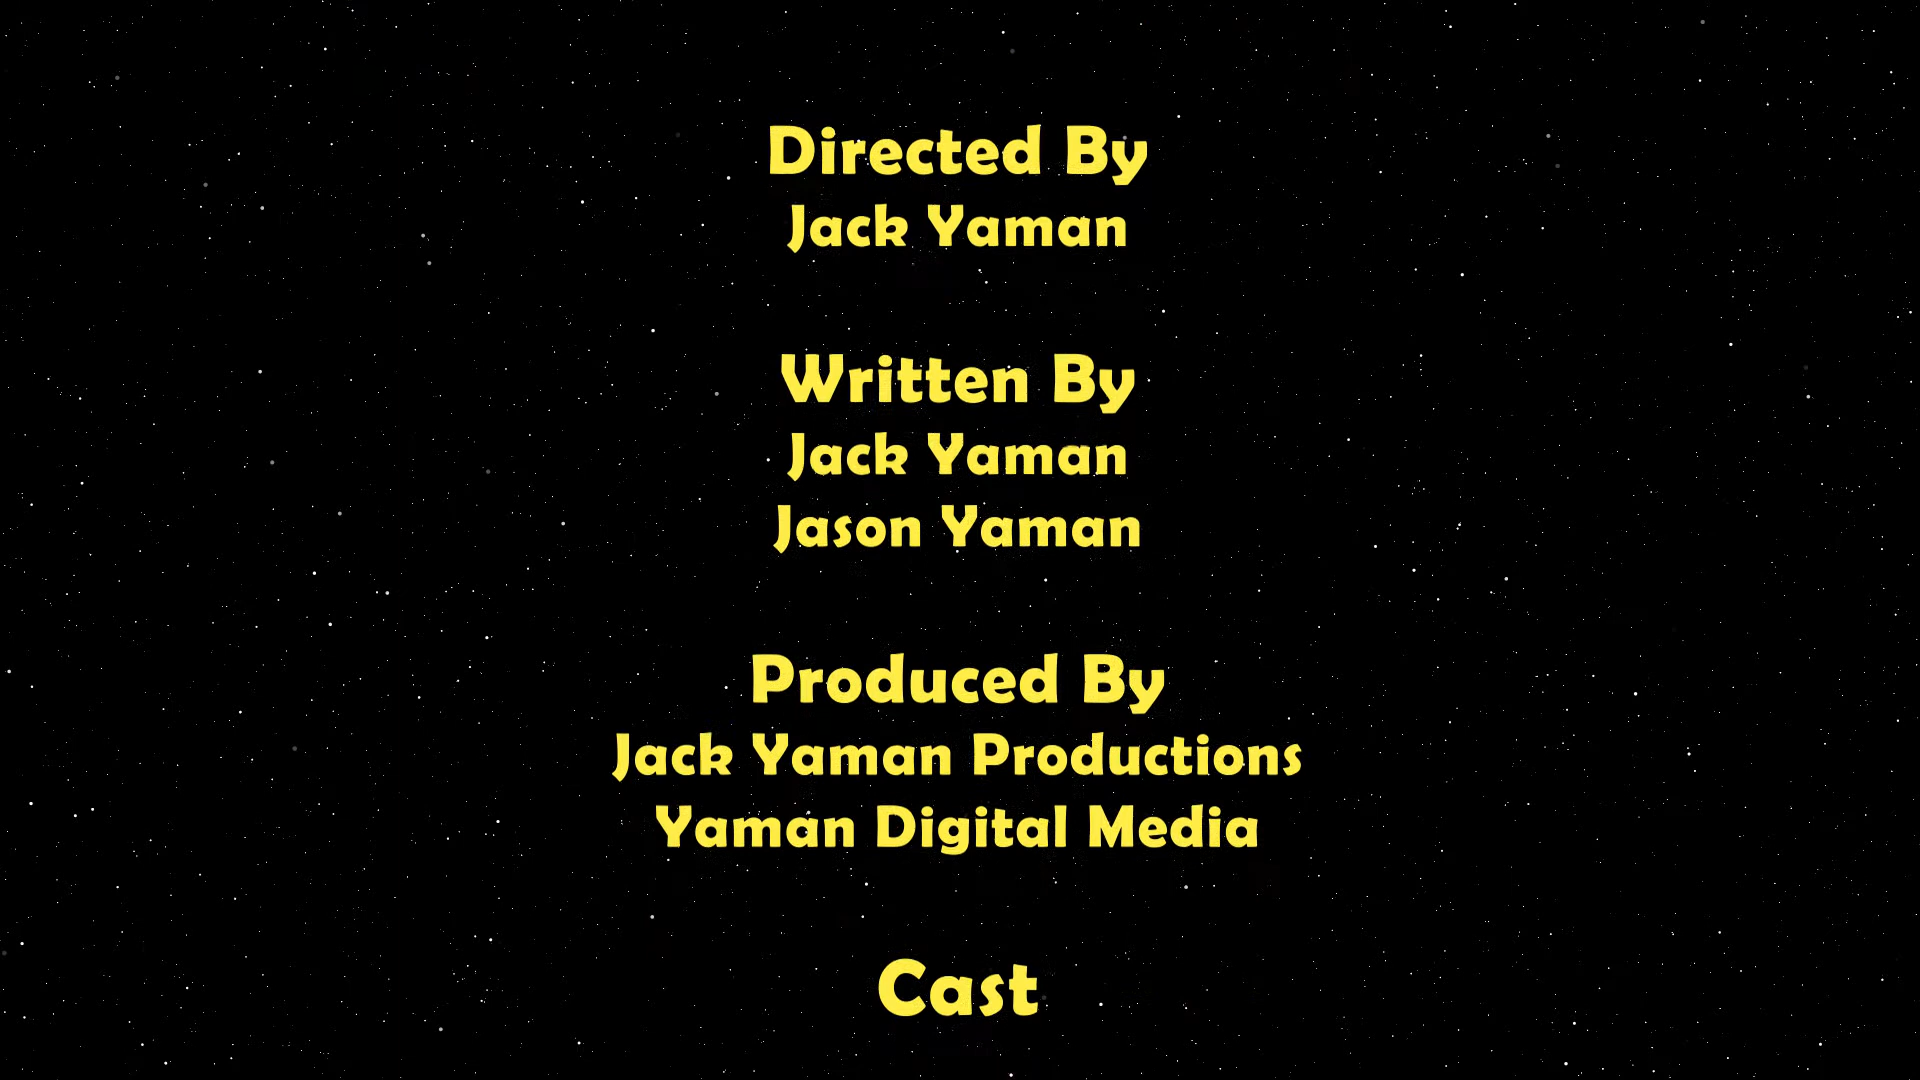 Directed By
Jack Yaman
Written By
Jack Yaman
Jason Yaman
Produced By
Jack Yaman Productions
Yaman Digital Media
Cast